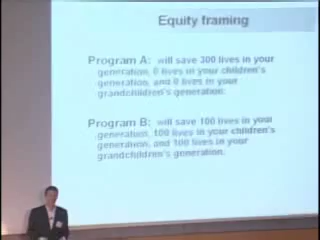 Equity framing
Program A: will save 300 lives in your
generation, 0 lives in your children's
generation, and 0 lives in your
grandchildren's generation.
Program B: will save 100 lives in your
generation, 100 lives in your children's
generation, and 100 lives in your
grandchildren's generation.